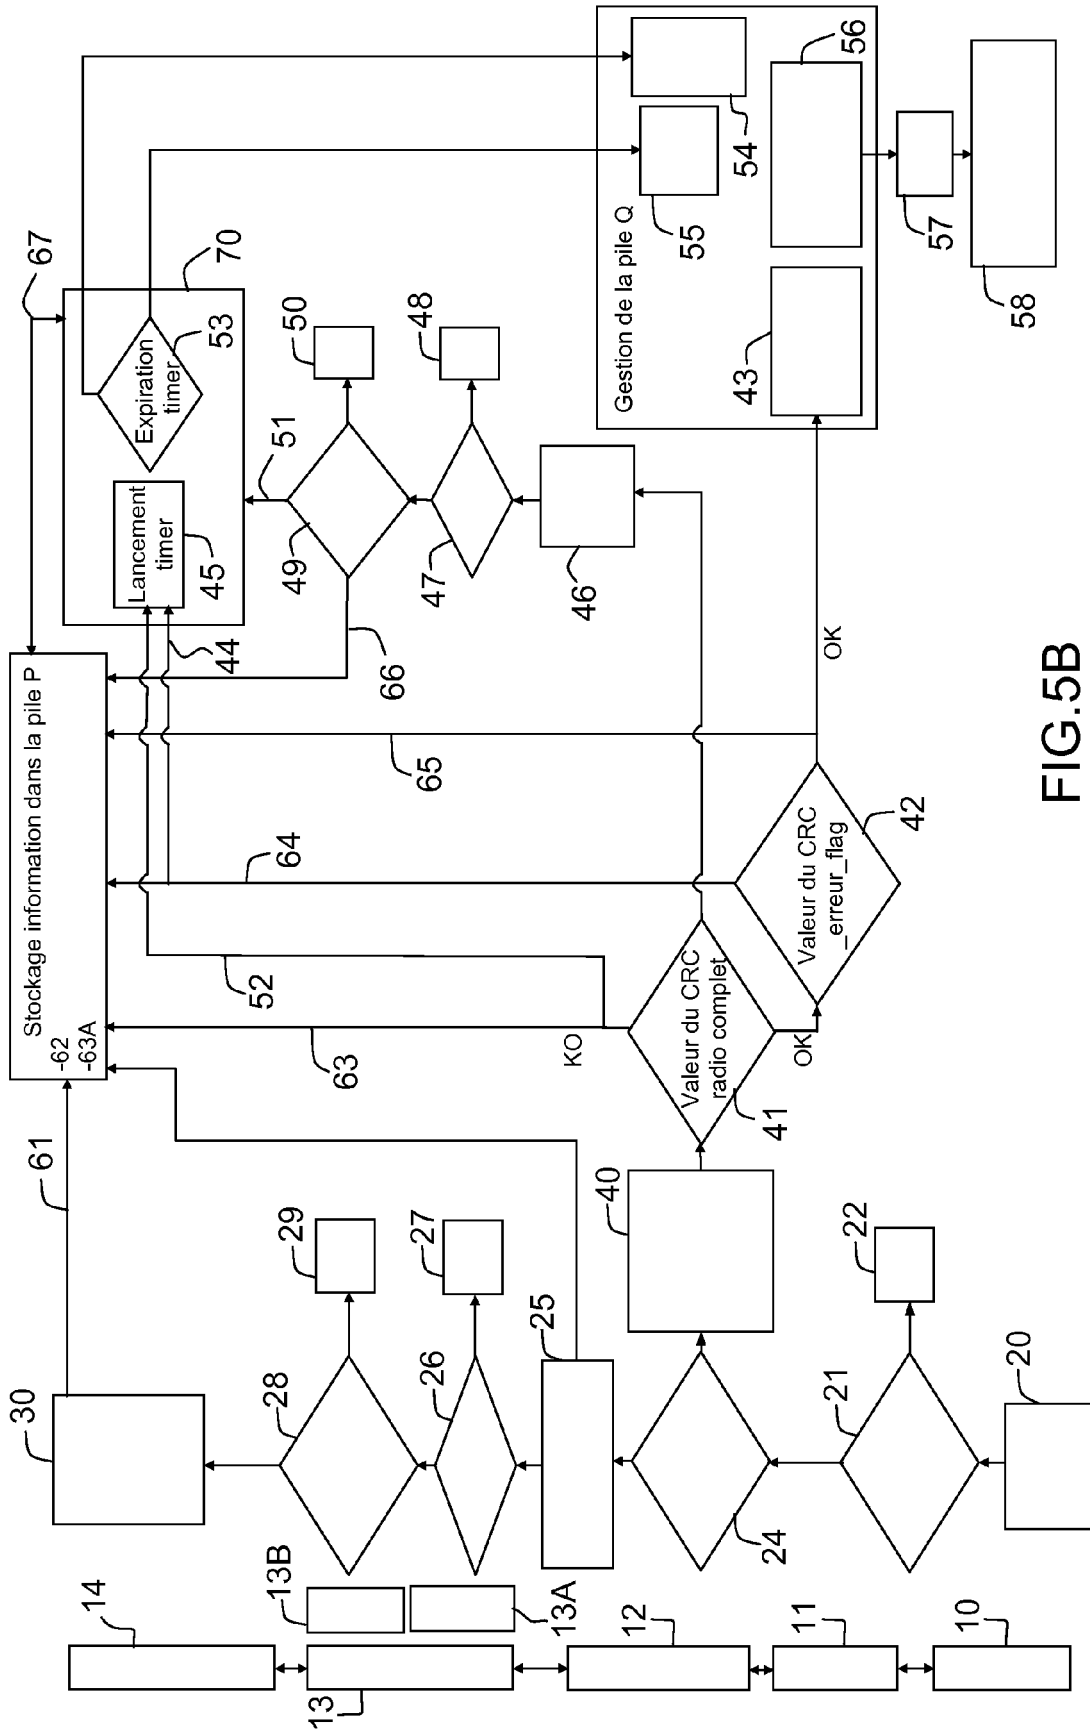 14
13
13B
13A
12
11
10
30
61
28
29
26
27
25
24
21
22
20
Stockage information dans la pile P
-62
-63A
63
52
64
65
66
44
KO
40
Valeur du CRC
radio complet
41
OK
Valeur du CRC
_erreur_flag
42
OK
67
70
Lancement
timer
45
Expiration
timer
53
51
49
50
47
48
46
Gestion de la pile Q
55
54
43
56
57
58
FIG.5B